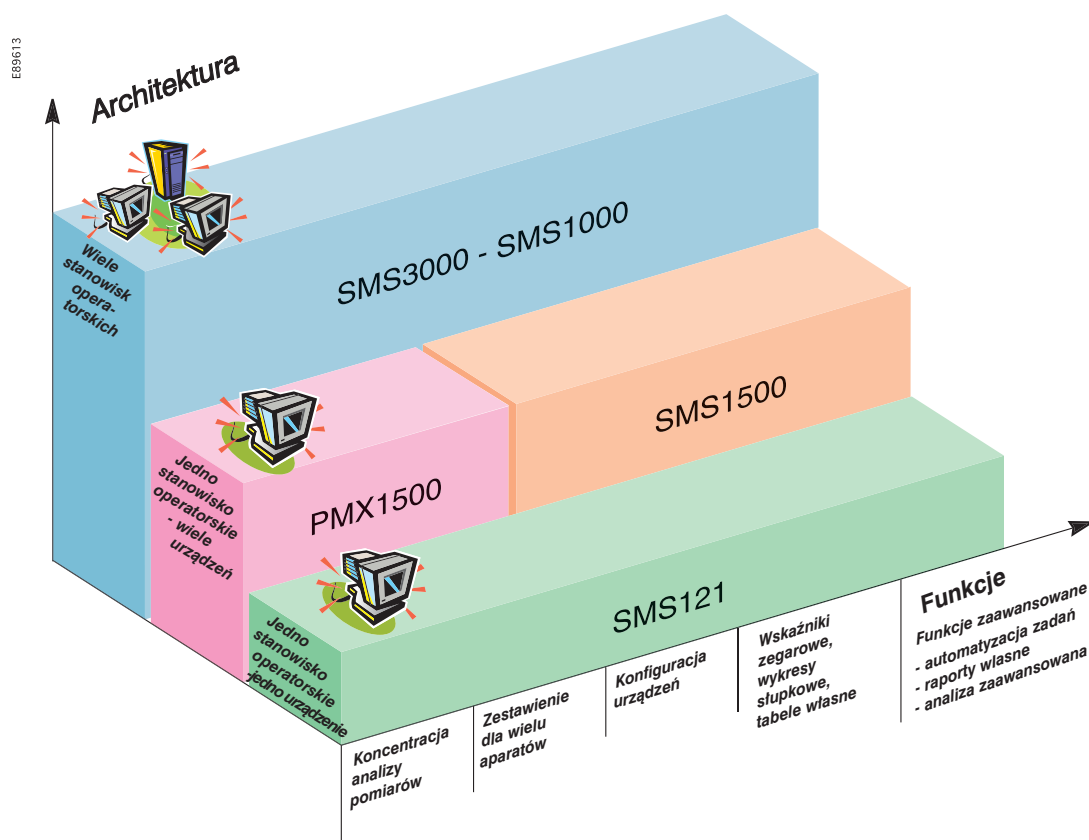 E89613
Architektura
Wiele
stanowisk
opera-
torskich
SMS3000 - SMS1000
Jedno
stanowisko
operatorskie
- wiele
urządzeń
PMX1500
SMS1500
Jedno
stanowisko
operatorskie
jedno urządzenie
SMS121
Funkcje
Koncentracja
analizy
pomiarów
Zestawienie
dla wielu
aparatów
Konfiguracja
urządzeń
Wskaźniki
zegarowe,
wykresy
słupkowe,
tabele własne
Funkcje zaawansowane
- automatyzacja zadań
- raporty własne
- analiza zaawansowana